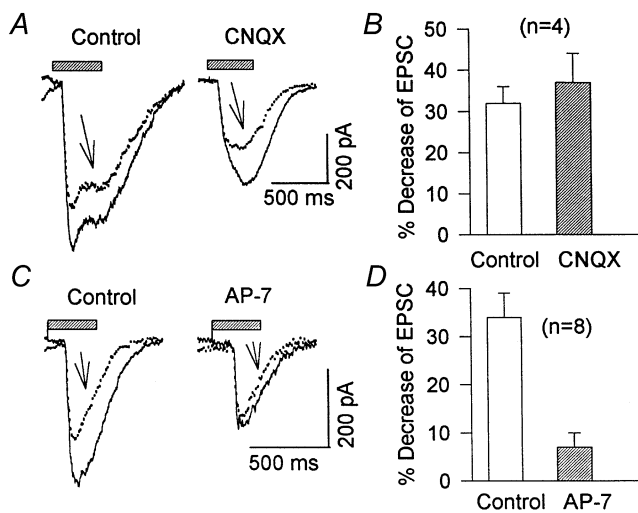 A
Control
CNQX
200 pA
500 ms
B
(n=4)
% Decrease of EPSC
50
40
30
20
10
0
Control CNQX
C
Control
AP-7
200 pA
500 ms
D
(n=8)
% Decrease of EPSC
40
30
20
10
0
Control AP-7